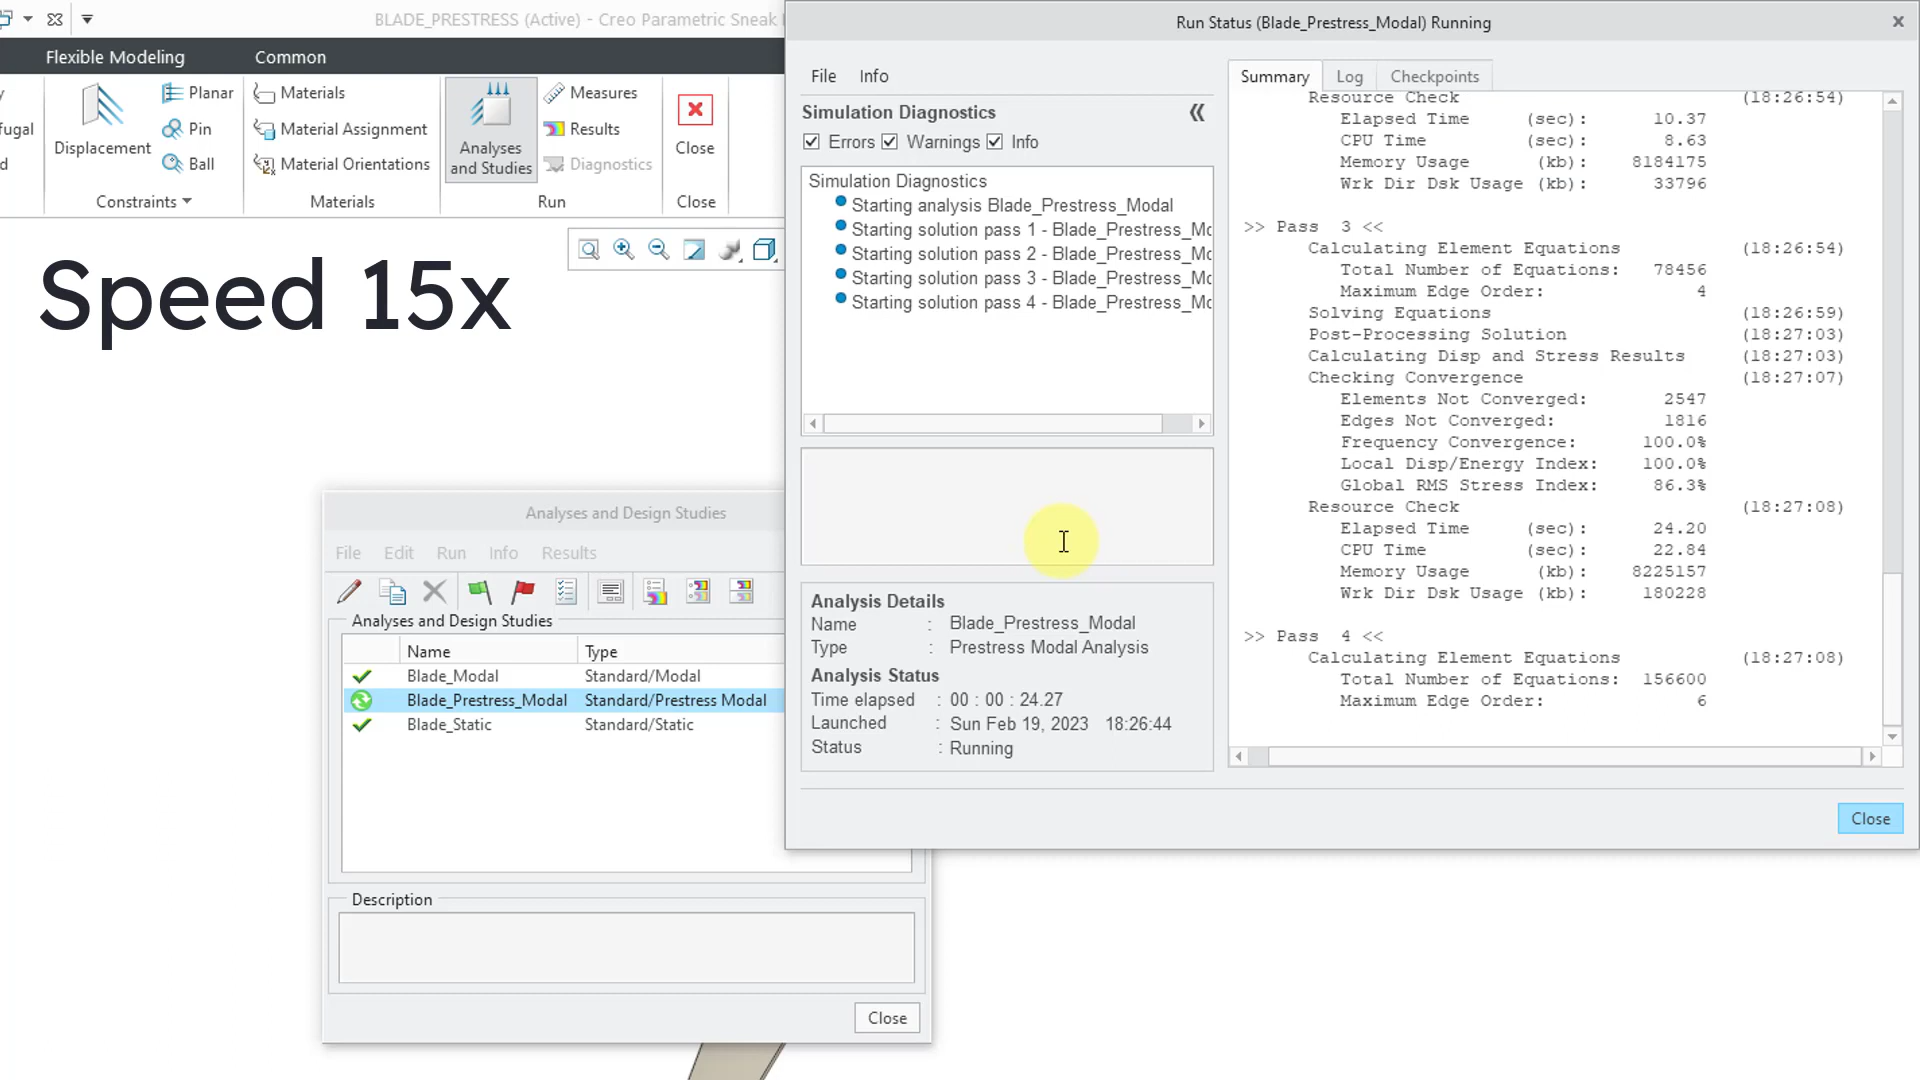 BLADE_PRESTRESS (Active) - Creo Parametric Sneak
Flexible Modeling
Common
Displacement
Planar
Pin
Ball
Constraints
Materials
Material Assignment
Material Orientations
Materials
Analyses
and Studies
Measures
Results
Diagnostics
Run
Close
Close
Speed 15x
Analyses and Design Studies
File Edit Run Info Results
Analyses and Design Studies
Name Type
Blade_Modal Standard/Modal
Blade_Prestress_Modal Standard/Prestress Modal
Blade_Static Standard/Static
Description
Close
Run Status (Blade_Prestress_Modal) Running
File Info
Simulation Diagnostics
Errors Warnings Info
Simulation Diagnostics
Starting analysis Blade_Prestress_Modal
Starting solution pass 1 - Blade_Prestress_Mo
Starting solution pass 2 - Blade_Prestress_Mo
Starting solution pass 3 - Blade_Prestress_Mo
Starting solution pass 4 - Blade_Prestress_Mo
Analysis Details
Name : Blade_Prestress_Modal
Type : Prestress Modal Analysis
Analysis Status
Time elapsed : 00 : 00 : 24.27
Launched : Sun Feb 19, 2023 18:26:44
Status : Running
Summary Log Checkpoints
Resource Check (18:26:54)
Elapsed Time (sec): 10.37
CPU Time (sec): 8.63
Memory Usage (kb): 8184175
Wrk Dir Dsk Usage (kb): 33796
>> Pass 3 <<
Calculating Element Equations (18:26:54)
Total Number of Equations: 78456
Maximum Edge Order: 4
Solving Equations (18:26:59)
Post-Processing Solution (18:27:03)
Calculating Disp and Stress Results (18:27:03)
Checking Convergence (18:27:07)
Elements Not Converged: 2547
Edges Not Converged: 1816
Frequency Convergence: 100.0%
Local Disp/Energy Index: 100.0%
Global RMS Stress Index: 86.3%
Resource Check (18:27:08)
Elapsed Time (sec): 24.20
CPU Time (sec): 22.84
Memory Usage (kb): 8225157
Wrk Dir Dsk Usage (kb): 180228
>> Pass 4 <<
Calculating Element Equations (18:27:08)
Total Number of Equations: 156600
Maximum Edge Order: 6
Close